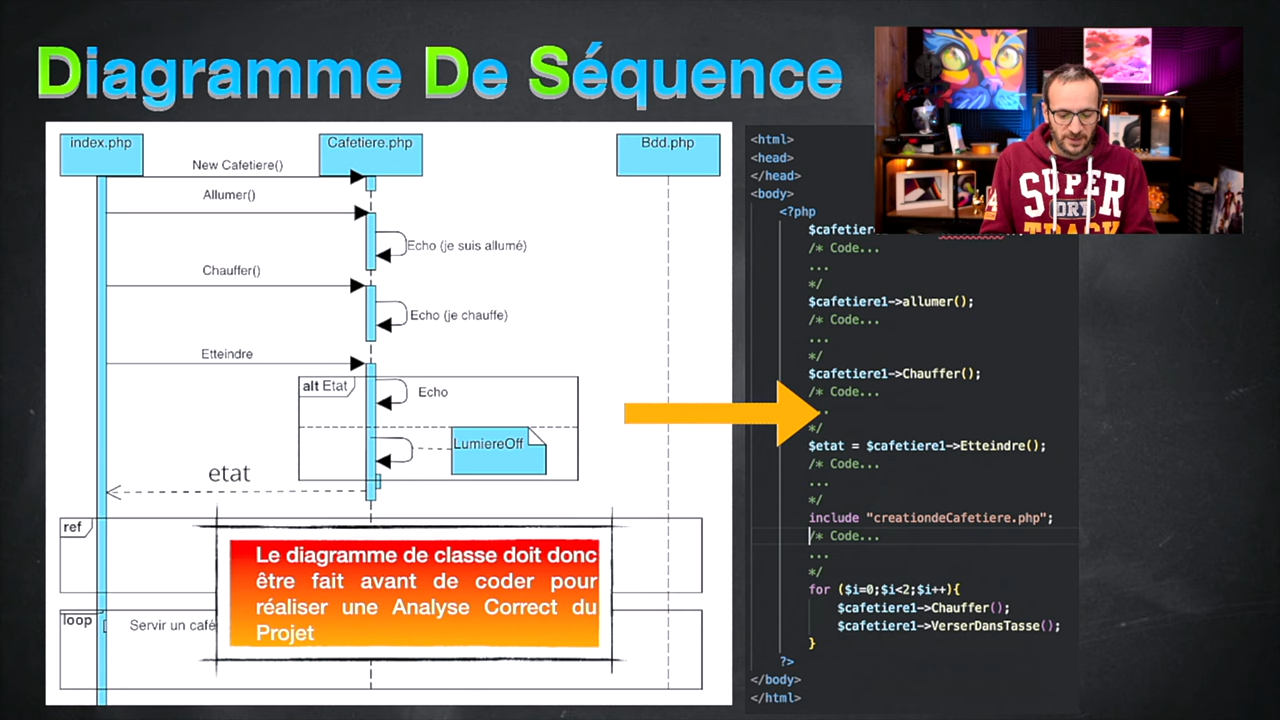 Diagramme De Séquence
index.php
Cafetiere.php
Bdd.php
New Cafetiere()
Allumer()
Echo (je suis allumé)
Chauffer()
Echo (je chauffe)
Etteindre
alt Etat
Echo
LumiereOff
etat
ref
loop
Servir un café
Le diagramme de classe doit donc
être fait avant de coder pour
réaliser une Analyse Correct du
Projet
<html>
<head>
</head>
<body>
<?php
$cafetier
/* Code...
...
*/
$cafetiere1->allumer();
/* Code...
...
*/
$cafetiere1->Chauffer();
/* Code...
..
*/
$etat = $cafetiere1->Etteindre();
/* Code...
...
*/
include "creationdeCafetiere.php";
/* Code...
...
*/
for ($i=0;$i<2;$i++){
$cafetiere1->Chauffer();
$cafetiere1->VerserDansTasse();
}
?>
</body>
</html>
SUPER
DRY
TRACK